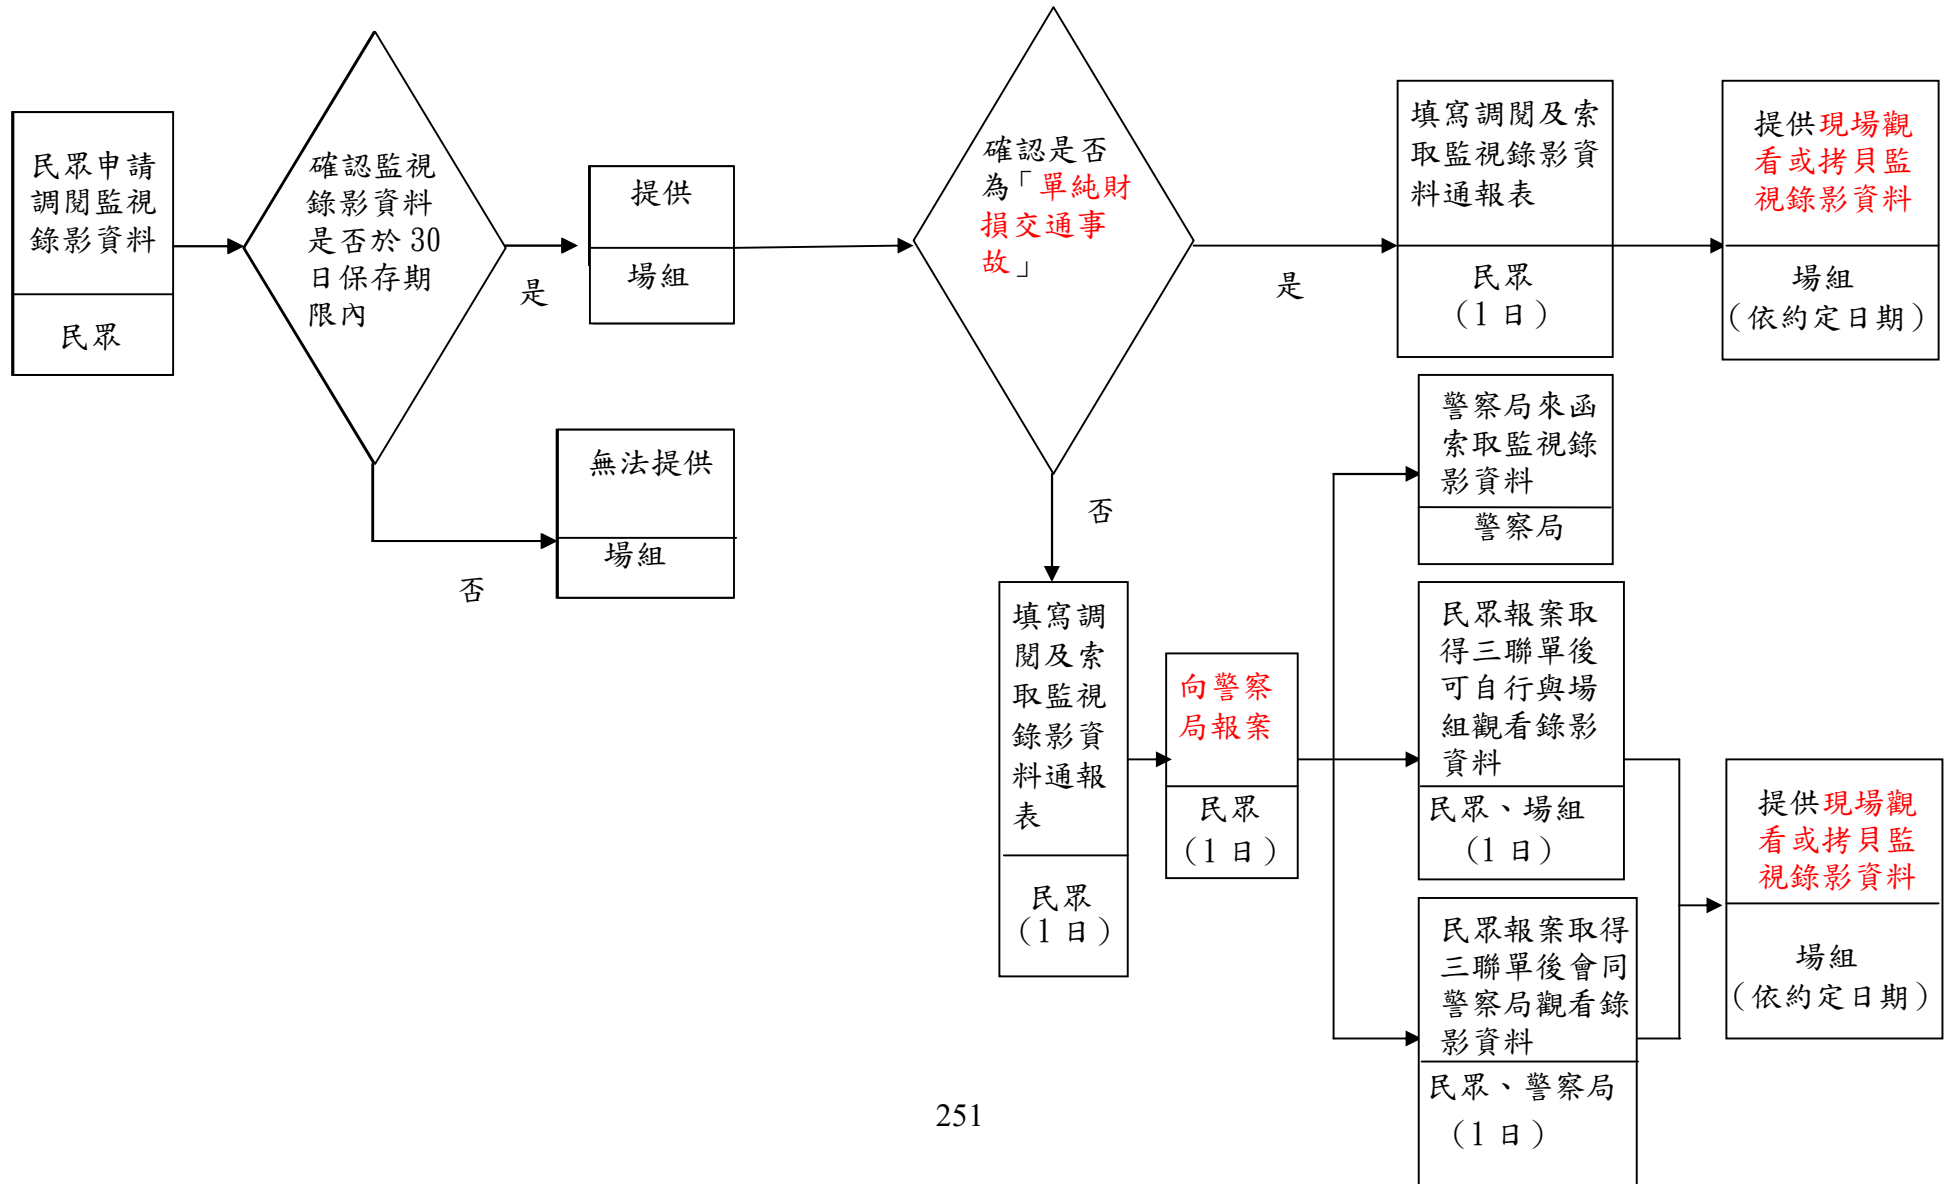 民眾申請
調閱監視
錄影資料
民眾
確認監視
錄影資料
是否於 30
日保存期
限內
是
否
提供
場組
無法提供
場組
確認是否
為「單純財
損交通事
故」
是
否
填寫調閱及索
取監視錄影資
料通報表
民眾
（1 日）
提供現場觀
看或拷貝監
視錄影資料
場組
（依約定日期）
填寫調
閱及索
取監視
錄影資
料通報
表
民眾
（1 日）
向警察
局報案
民眾
（1 日）
警察局來函
索取監視錄
影資料
警察局
民眾報案取
得三聯單後
可自行與場
組觀看錄影
資料
民眾、場組
（1 日）
民眾報案取得
三聯單後會同
警察局觀看錄
影資料
民眾、警察局
（1 日）
提供現場觀
看或拷貝監
視錄影資料
場組
（依約定日期）
251